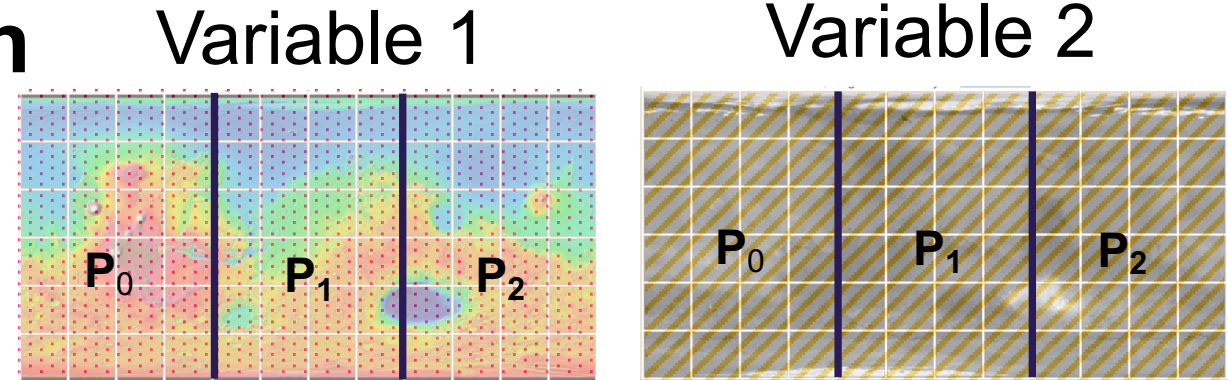 n
Variable 1
Variable 2
P₀
P₁
P₂
P₀
P₁
P₂